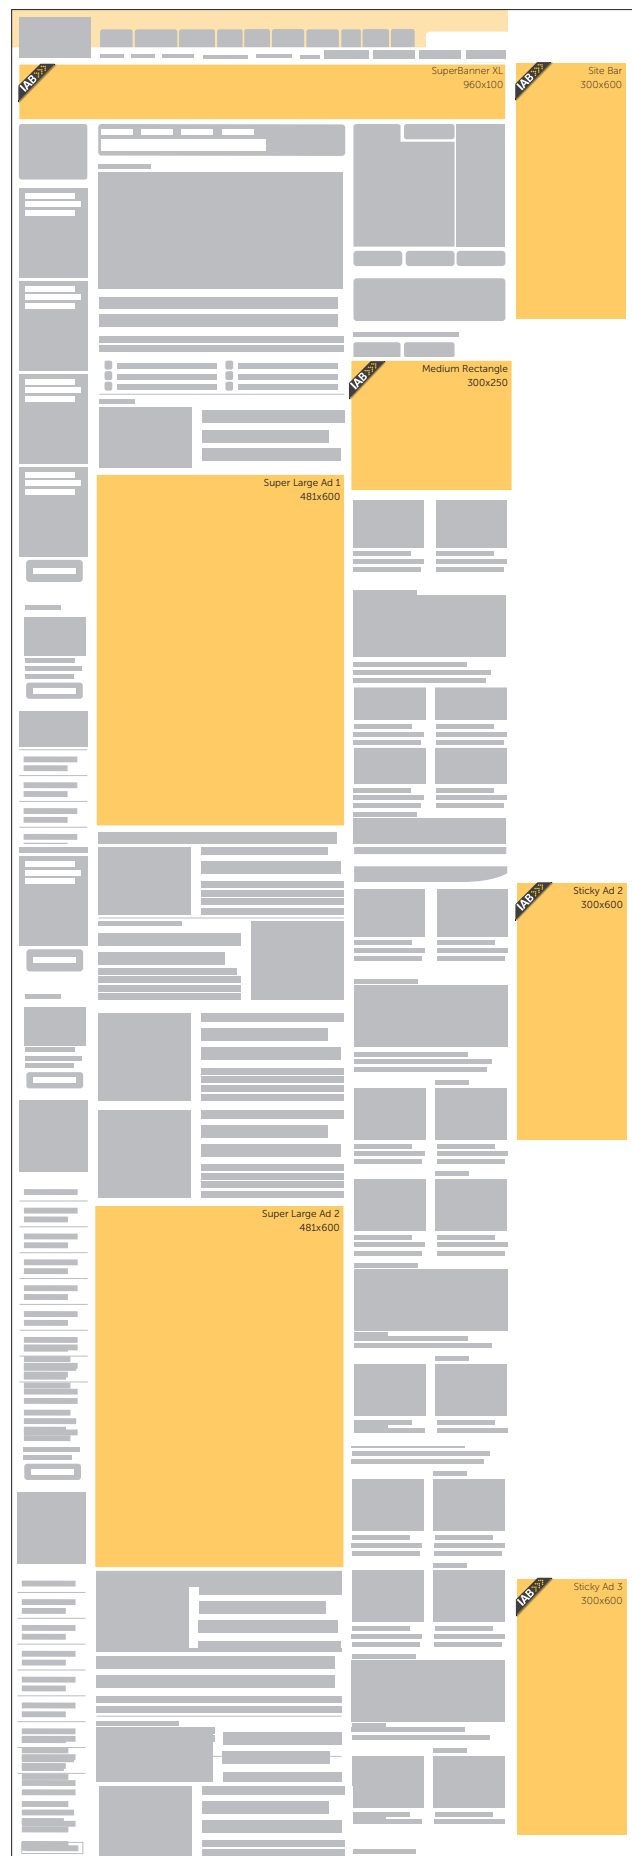 IAB
SuperBanner XL
960x100
IAB
Site Bar
300x600
IAB
Medium Rectangle
300x250
Super Large Ad 1
481x600
IAB
Sticky Ad 2
300x600
Super Large Ad 2
481x600
IAB
Sticky Ad 3
300x600